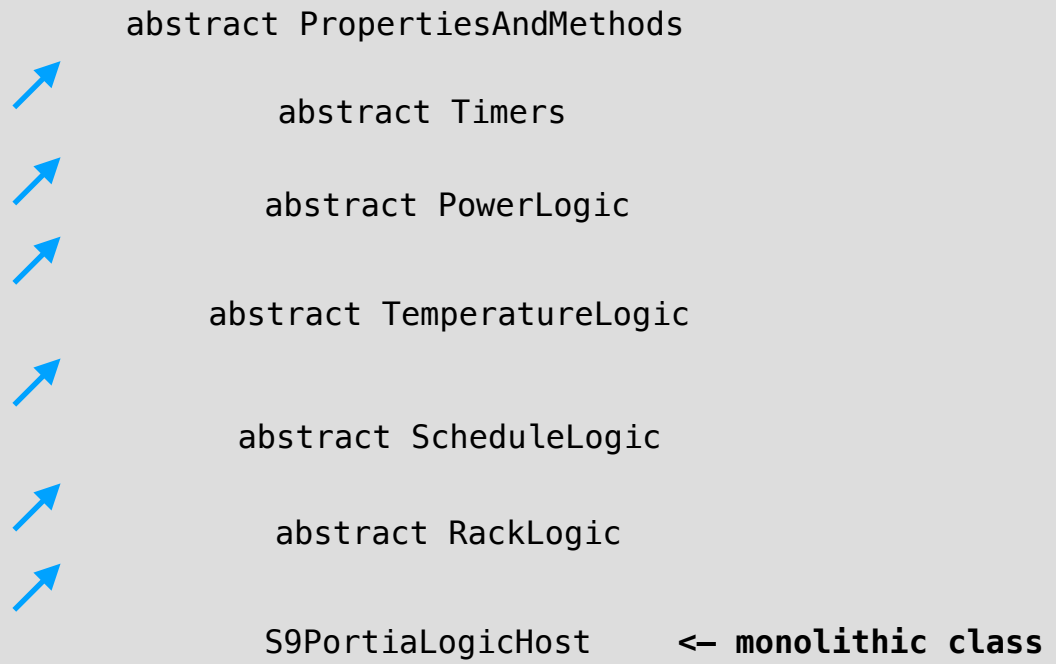 abstract PropertiesAndMethods
abstract Timers
abstract PowerLogic
abstract TemperatureLogic
abstract ScheduleLogic
abstract RackLogic
S9PortiaLogicHost <— monolithic class